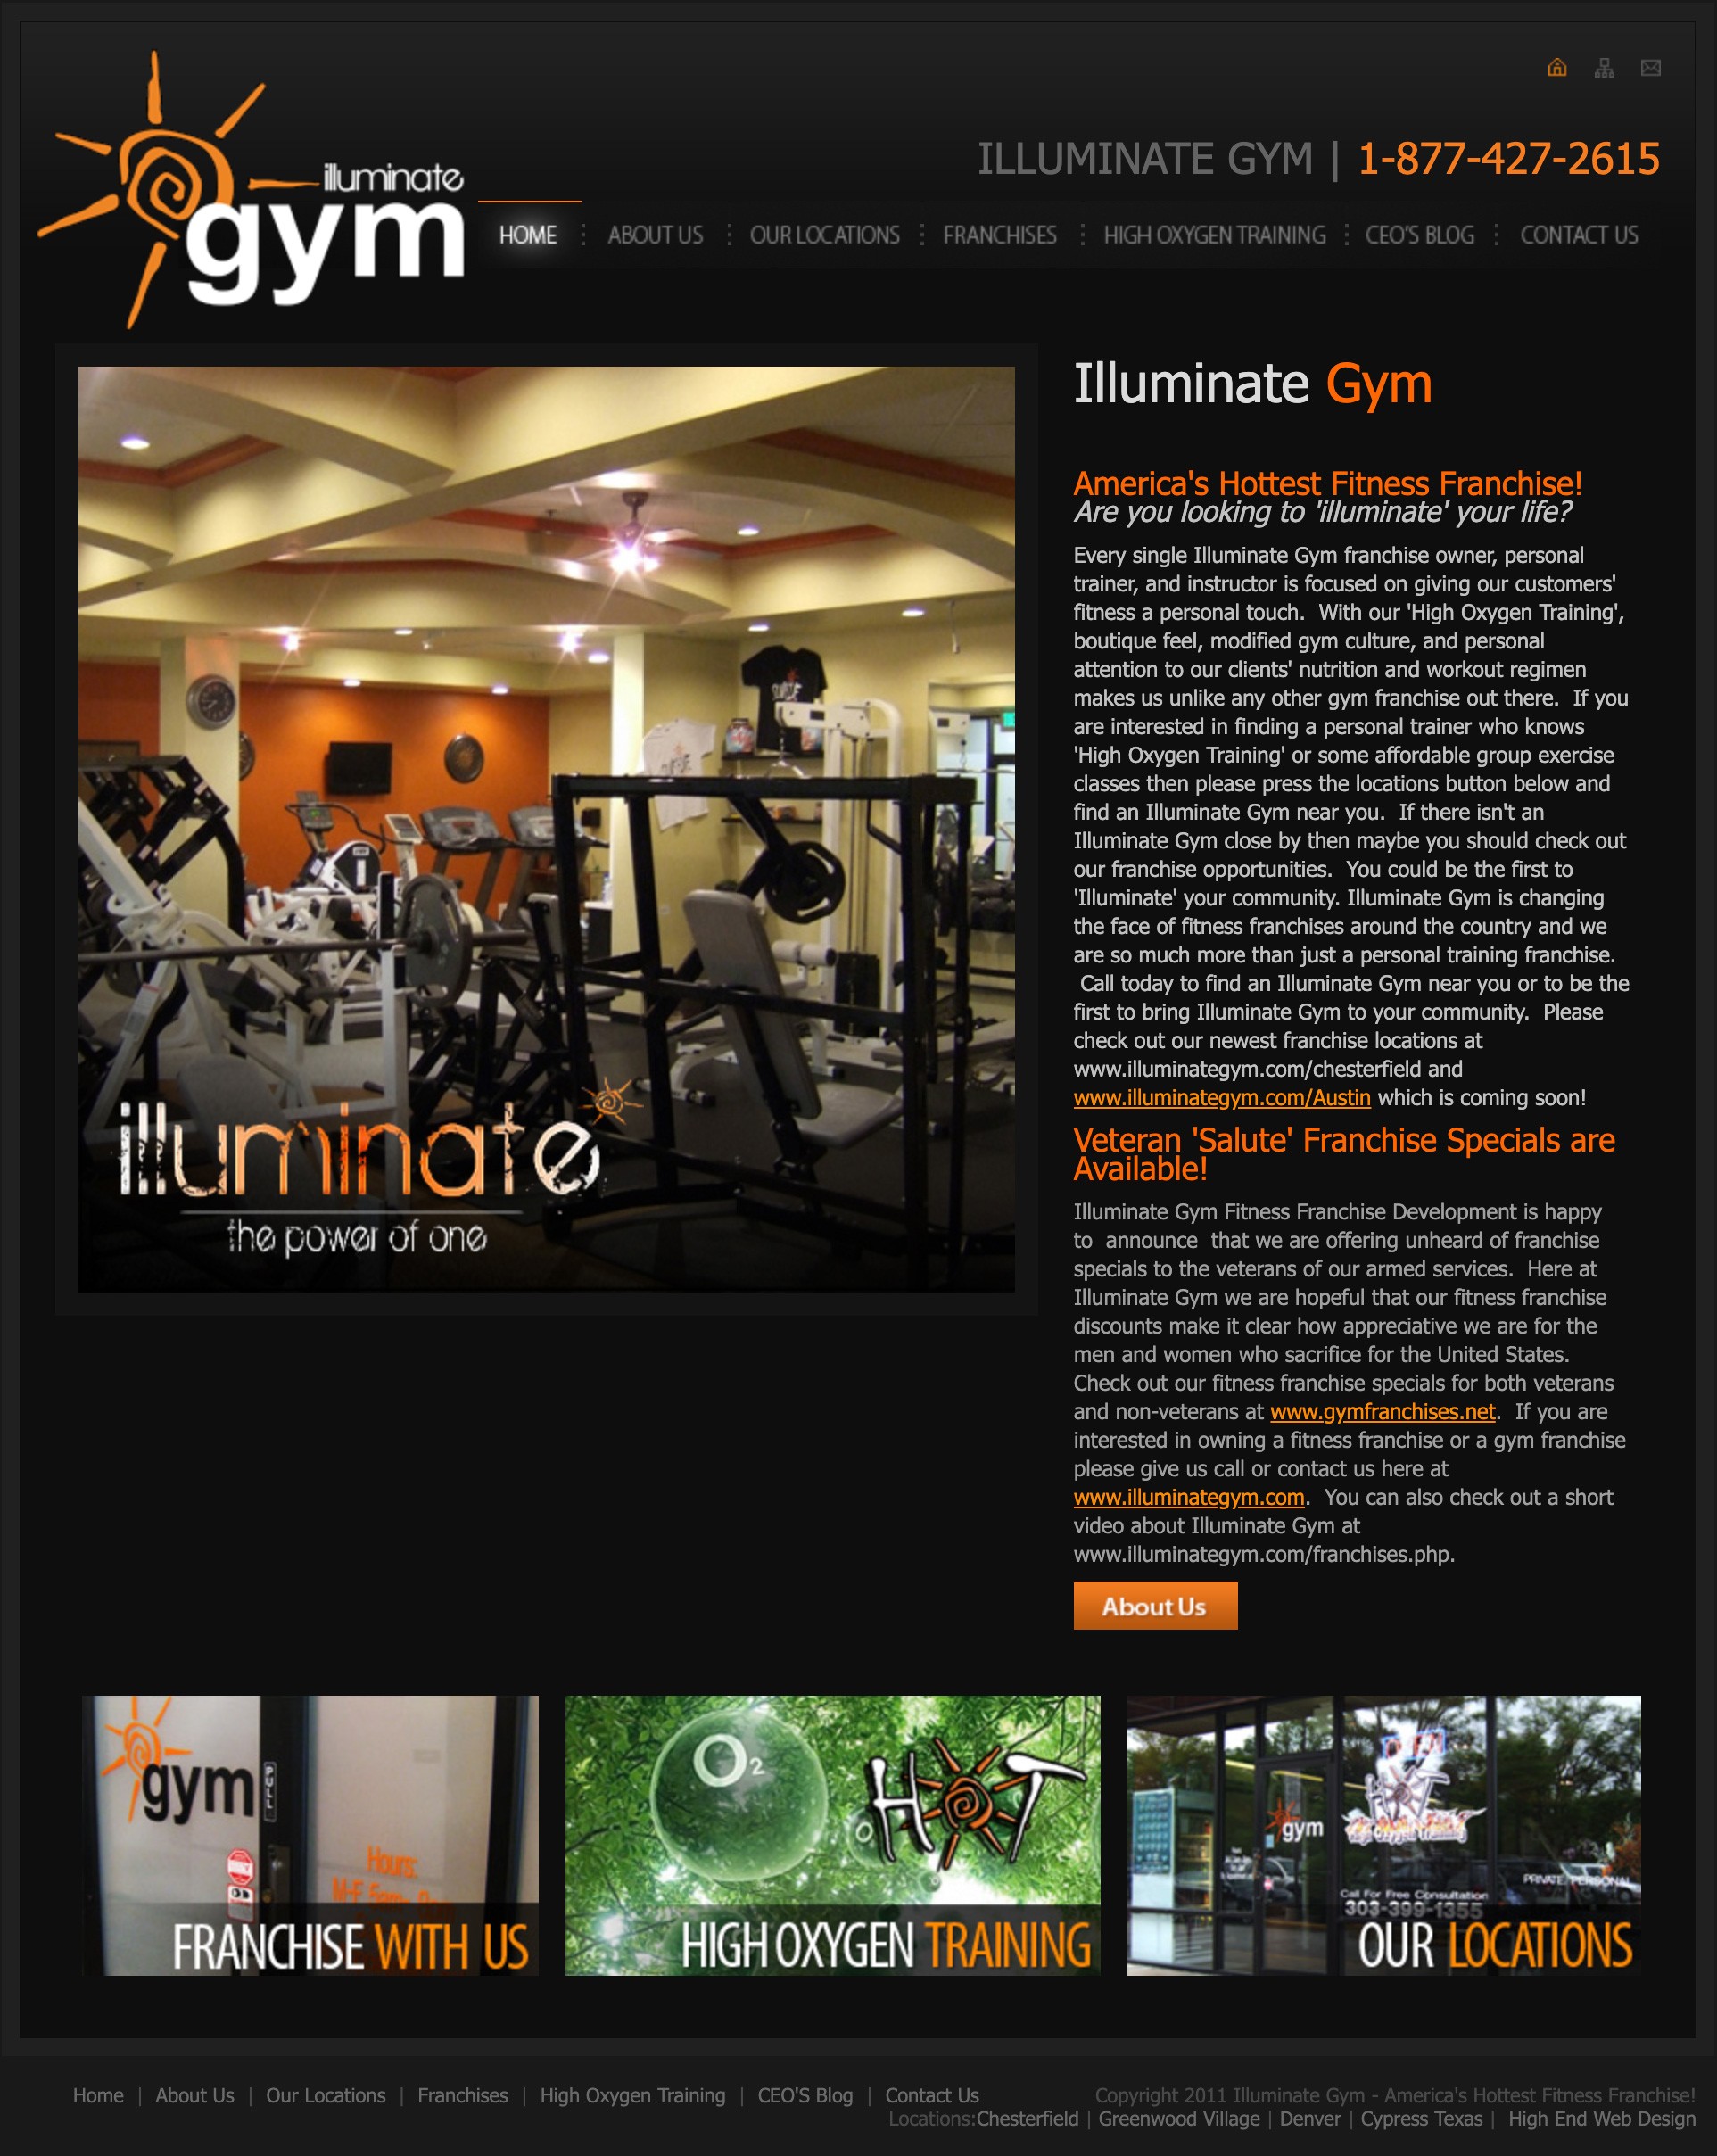 illuminate
gym
ILLUMINATE GYM | 1-877-427-2615
HOME
ABOUT US
OUR LOCATIONS
FRANCHISES
HIGH OXYGEN TRAINING
CEO'S BLOG
CONTACT US
illuminate
the power of one
Illuminate Gym
America's Hottest Fitness Franchise!
Are you looking to 'illuminate' your life?
Every single Illuminate Gym franchise owner, personal
trainer, and instructor is focused on giving our customers'
fitness a personal touch.  With our 'High Oxygen Training',
boutique feel, modified gym culture, and personal
attention to our clients' nutrition and workout regimen
makes us unlike any other gym franchise out there.  If you
are interested in finding a personal trainer who knows
'High Oxygen Training' or some affordable group exercise
classes then please press the locations button below and
find an Illuminate Gym near you.  If there isn't an
Illuminate Gym close by then maybe you should check out
our franchise opportunities.  You could be the first to
'Illuminate' your community. Illuminate Gym is changing
the face of fitness franchises around the country and we
are so much more than just a personal training franchise.
Call today to find an Illuminate Gym near you or to be the
first to bring Illuminate Gym to your community.  Please
check out our newest franchise locations at
www.illuminategym.com/chesterfield and
www.illuminategym.com/Austin which is coming soon!
Veteran 'Salute' Franchise Specials are
Available!
Illuminate Gym Fitness Franchise Development is happy
to  announce  that we are offering unheard of franchise
specials to the veterans of our armed services.  Here at
Illuminate Gym we are hopeful that our fitness franchise
discounts make it clear how appreciative we are for the
men and women who sacrifice for the United States.
Check out our fitness franchise specials for both veterans
and non-veterans at www.gymfranchises.net.  If you are
interested in owning a fitness franchise or a gym franchise
please give us call or contact us here at
www.illuminategym.com.  You can also check out a short
video about Illuminate Gym at
www.illuminategym.com/franchises.php.
About Us
gym
PULL
Hours:
FRANCHISE WITH US
O2
HOT
HIGH OXYGEN TRAINING
gym
HOT
PRIVATE PERSONAL
Call For Free Consultation
303-399-1355
OUR LOCATIONS
Home | About Us | Our Locations | Franchises | High Oxygen Training | CEO'S Blog | Contact Us
Copyright 2011 Illuminate Gym - America's Hottest Fitness Franchise!
Locations:Chesterfield | Greenwood Village | Denver | Cypress Texas | High End Web Design